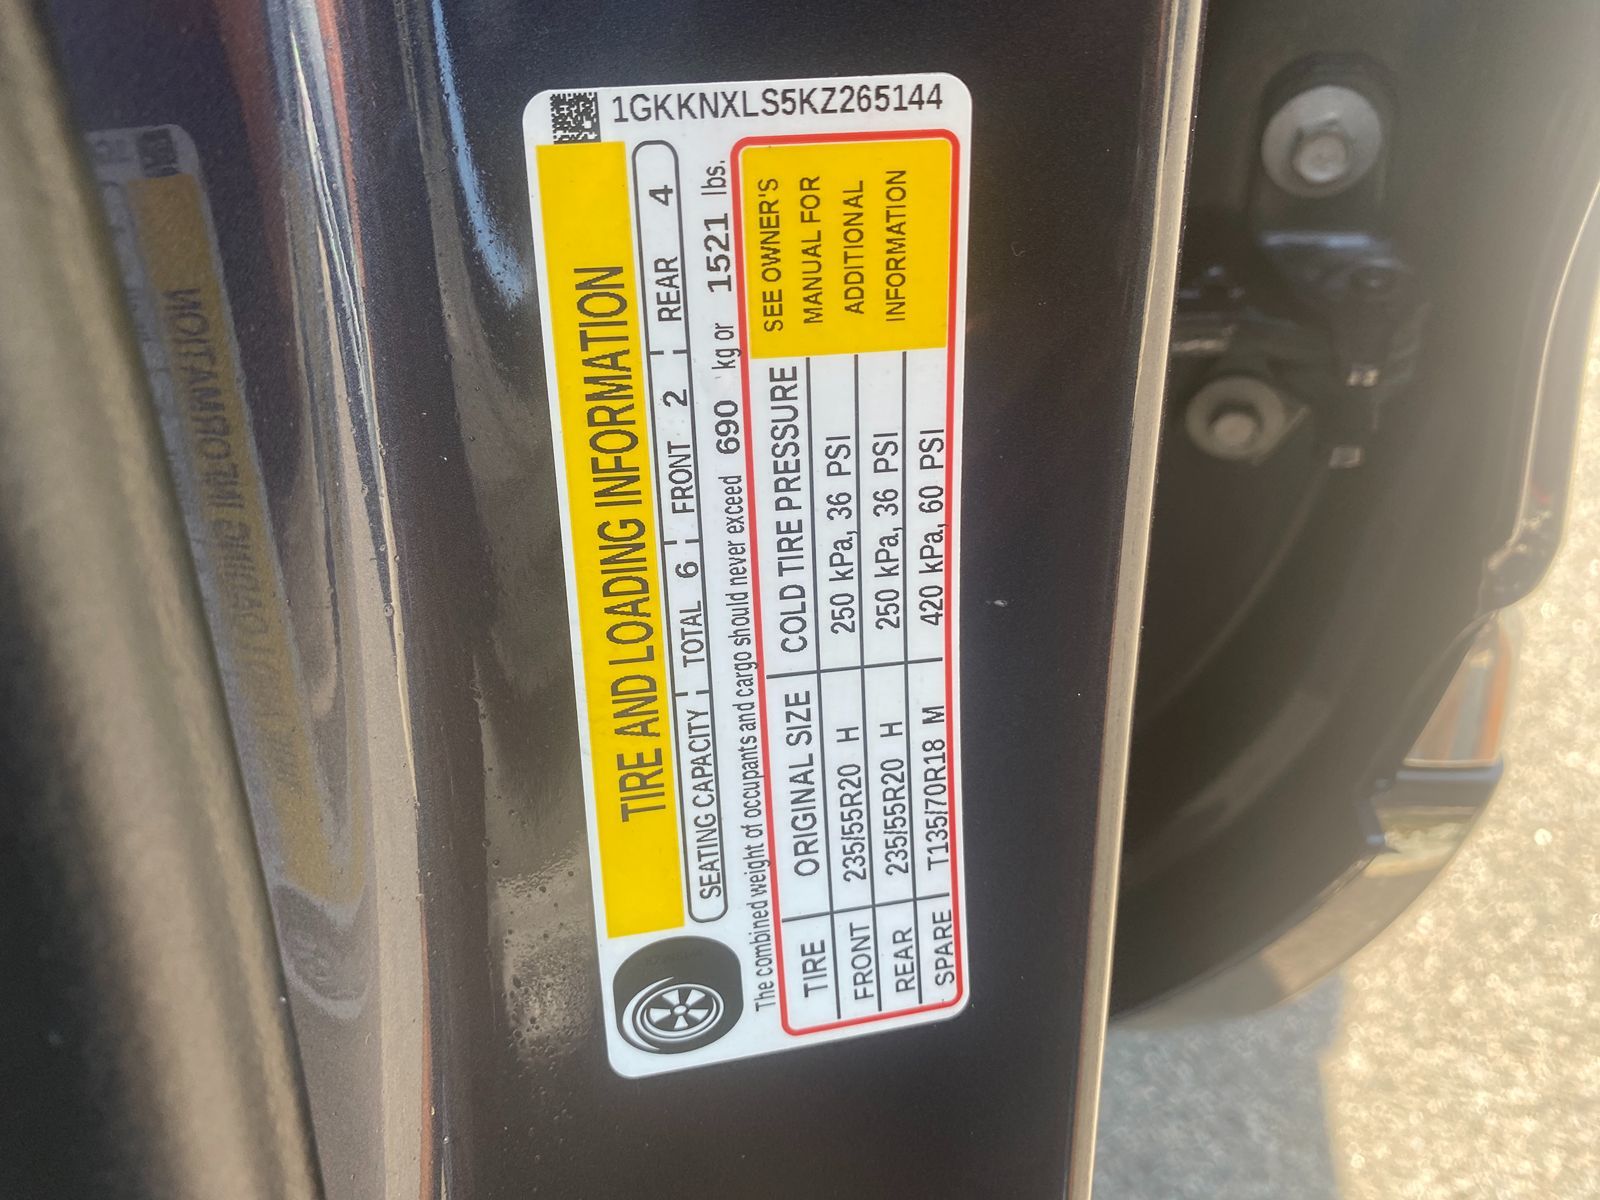 1GKKNXLS5KZ265144
TIRE AND LOADING INFORMATION
SEATING CAPACITY TOTAL 6 FRONT 2 REAR 4
The combined weight of occupants and cargo should never exceed 690 kg or 1521 lbs.
TIRE ORIGINAL SIZE COLD TIRE PRESSURE
FRONT 235/55R20 H 250 kPa, 36 PSI
REAR 235/55R20 H 250 kPa, 36 PSI
SPARE T135/70R18 M 420 kPa, 60 PSI
SEE OWNER'S
MANUAL FOR
ADDITIONAL
INFORMATION